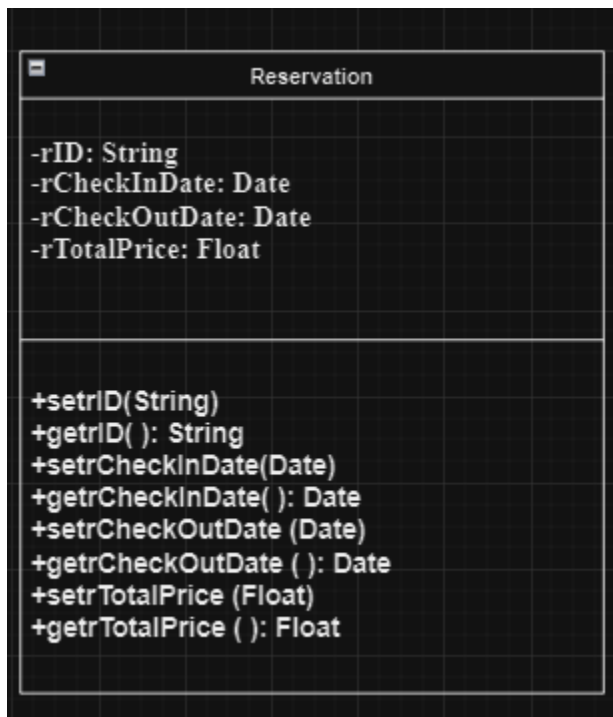 Reservation
-rID: String
-rCheckInDate: Date
-rCheckOutDate: Date
-rTotalPrice: Float
+setrID(String)
+getrID( ): String
+setrCheckInDate(Date)
+getrCheckInDate( ): Date
+setrCheckOutDate (Date)
+getrCheckOutDate ( ): Date
+setrTotalPrice (Float)
+getrTotalPrice ( ): Float